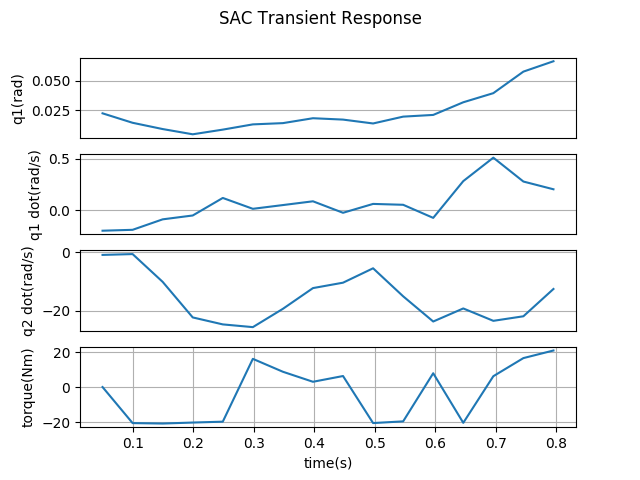 SAC Transient Response
q1(rad)
0.050
0.025
q1 dot(rad/s)
0.5
0.0
q2 dot(rad/s)
0
−20
torque(Nm)
20
0
−20
0.1 0.2 0.3 0.4 0.5 0.6 0.7 0.8
time(s)